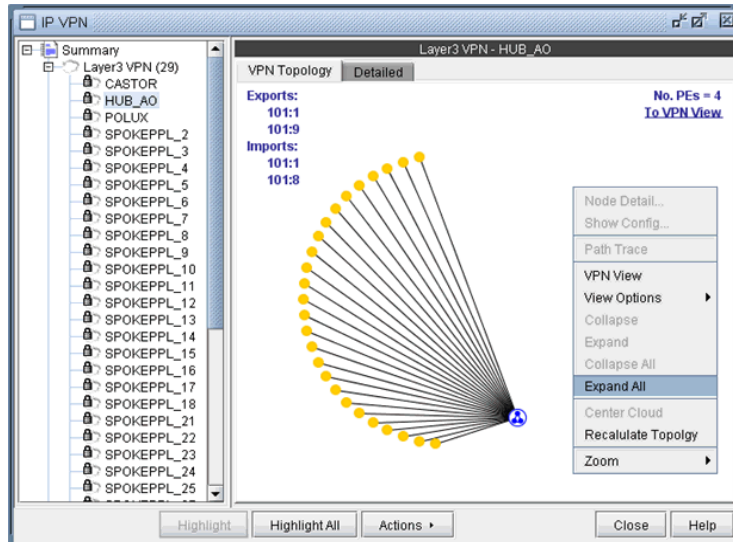 IP VPN
Summary
Layer3 VPN (29)
CASTOR
HUB_AO
POLUX
SPOKEPPL_2
SPOKEPPL_3
SPOKEPPL_4
SPOKEPPL_5
SPOKEPPL_6
SPOKEPPL_7
SPOKEPPL_8
SPOKEPPL_9
SPOKEPPL_10
SPOKEPPL_11
SPOKEPPL_12
SPOKEPPL_13
SPOKEPPL_14
SPOKEPPL_15
SPOKEPPL_16
SPOKEPPL_17
SPOKEPPL_18
SPOKEPPL_21
SPOKEPPL_22
SPOKEPPL_23
SPOKEPPL_24
SPOKEPPL_25
Layer3 VPN - HUB_AO
VPN Topology Detailed
Exports:
101:1
101:9
Imports:
101:1
101:8
No. PEs = 4
To VPN View
Node Detail...
Show Config...
Path Trace
VPN View
View Options
Collapse
Expand
Collapse All
Expand All
Center Cloud
Recalulate Topolgy
Zoom
Highlight Highlight All Actions Close Help